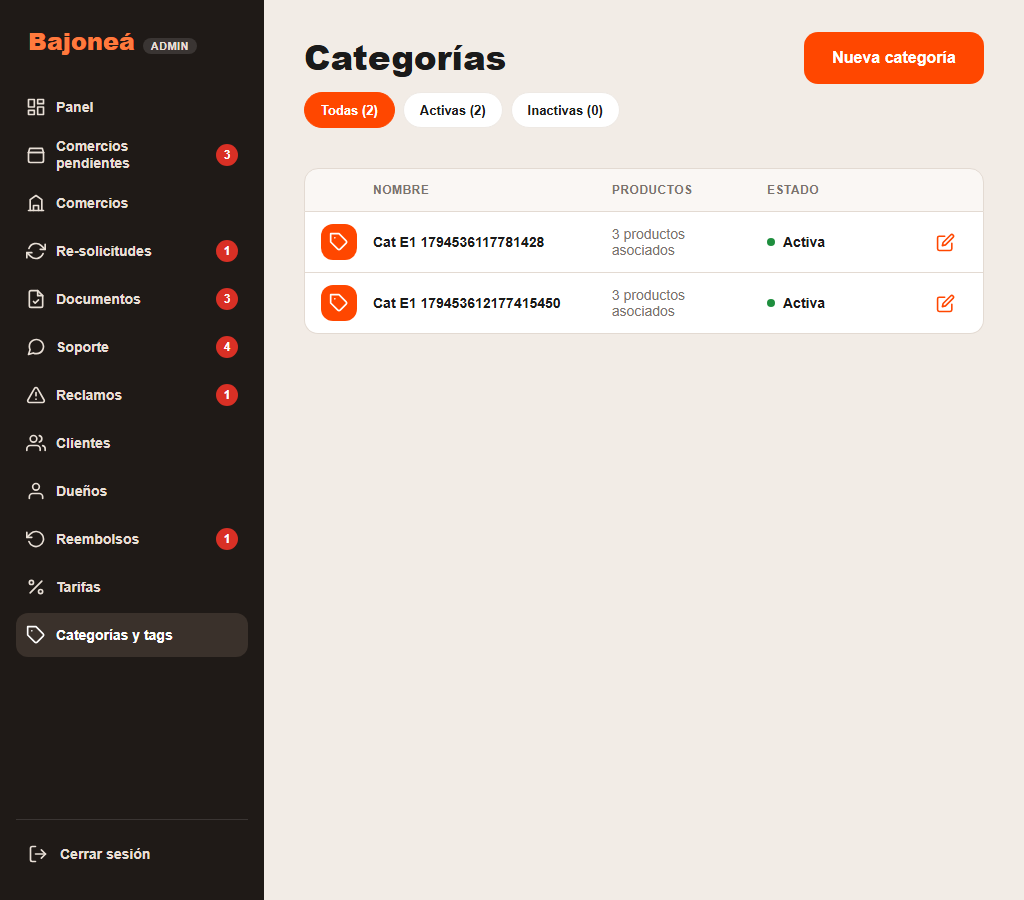 Bajoneá ADMIN
Panel
Comercios
pendientes
3
Comercios
Re-solicitudes 1
Documentos 3
Soporte 4
Reclamos 1
Clientes
Dueños
Reembolsos 1
Tarifas
Categorías y tags
Cerrar sesión
Categorías
Nueva categoría
Todas (2) Activas (2) Inactivas (0)
NOMBRE PRODUCTOS ESTADO
Cat E1 1794536117781428 3 productos
asociados
Activa
Cat E1 179453612177415450 3 productos
asociados
Activa